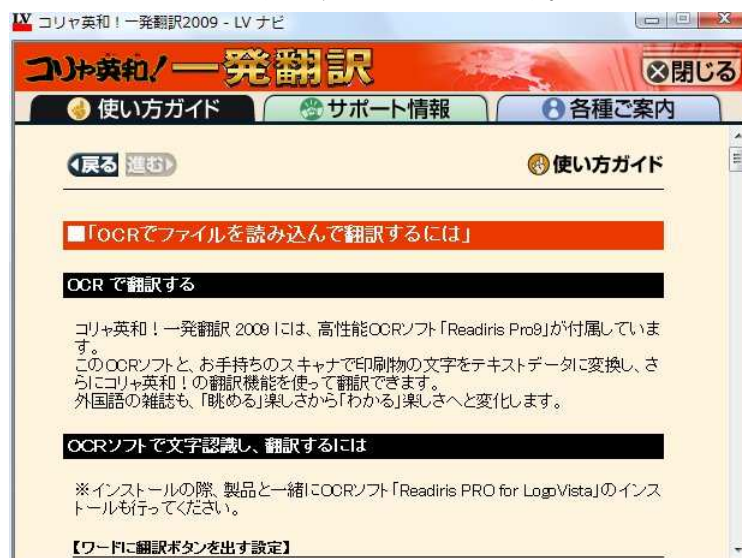 LV コリャ英和！一発翻訳2009 - LV ナビ
コリャ英和！一発翻訳
閉じる
使い方ガイド
サポート情報
各種ご案内
戻る 進む
使い方ガイド
■「OCRでファイルを読み込んで翻訳するには」
OCR で翻訳する
コリャ英和！一発翻訳 2009 には、高性能OCRソフト「Readiris Pro9」が付属していま
す。
このOCRソフトと、お手持ちのスキャナで印刷物の文字をテキストデータに変換し、さ
らにコリャ英和！の翻訳機能を使って翻訳できます。
外国語の雑誌も、「眺める」楽しさから「わかる」楽しさへと変化します。
OCRソフトで文字認識し、翻訳するには
※インストールの際、製品と一緒にOCRソフト「Readiris PRO for LogoVista」のインス
トールも行ってください。
【ワードに翻訳ボタンを出す設定】